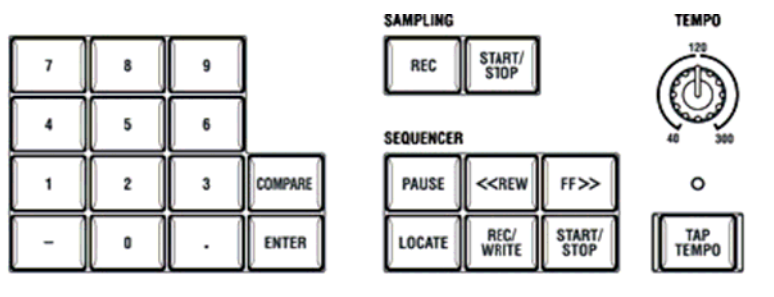 SAMPLING
TEMPO
7 8 9
REC
START/
STOP
120
40 300
4 5 6
SEQUENCER
1 2 3 COMPARE
PAUSE <<REW FF>>
- 0 . ENTER
LOCATE
REC/
WRITE
START/
STOP
TAP
TEMPO